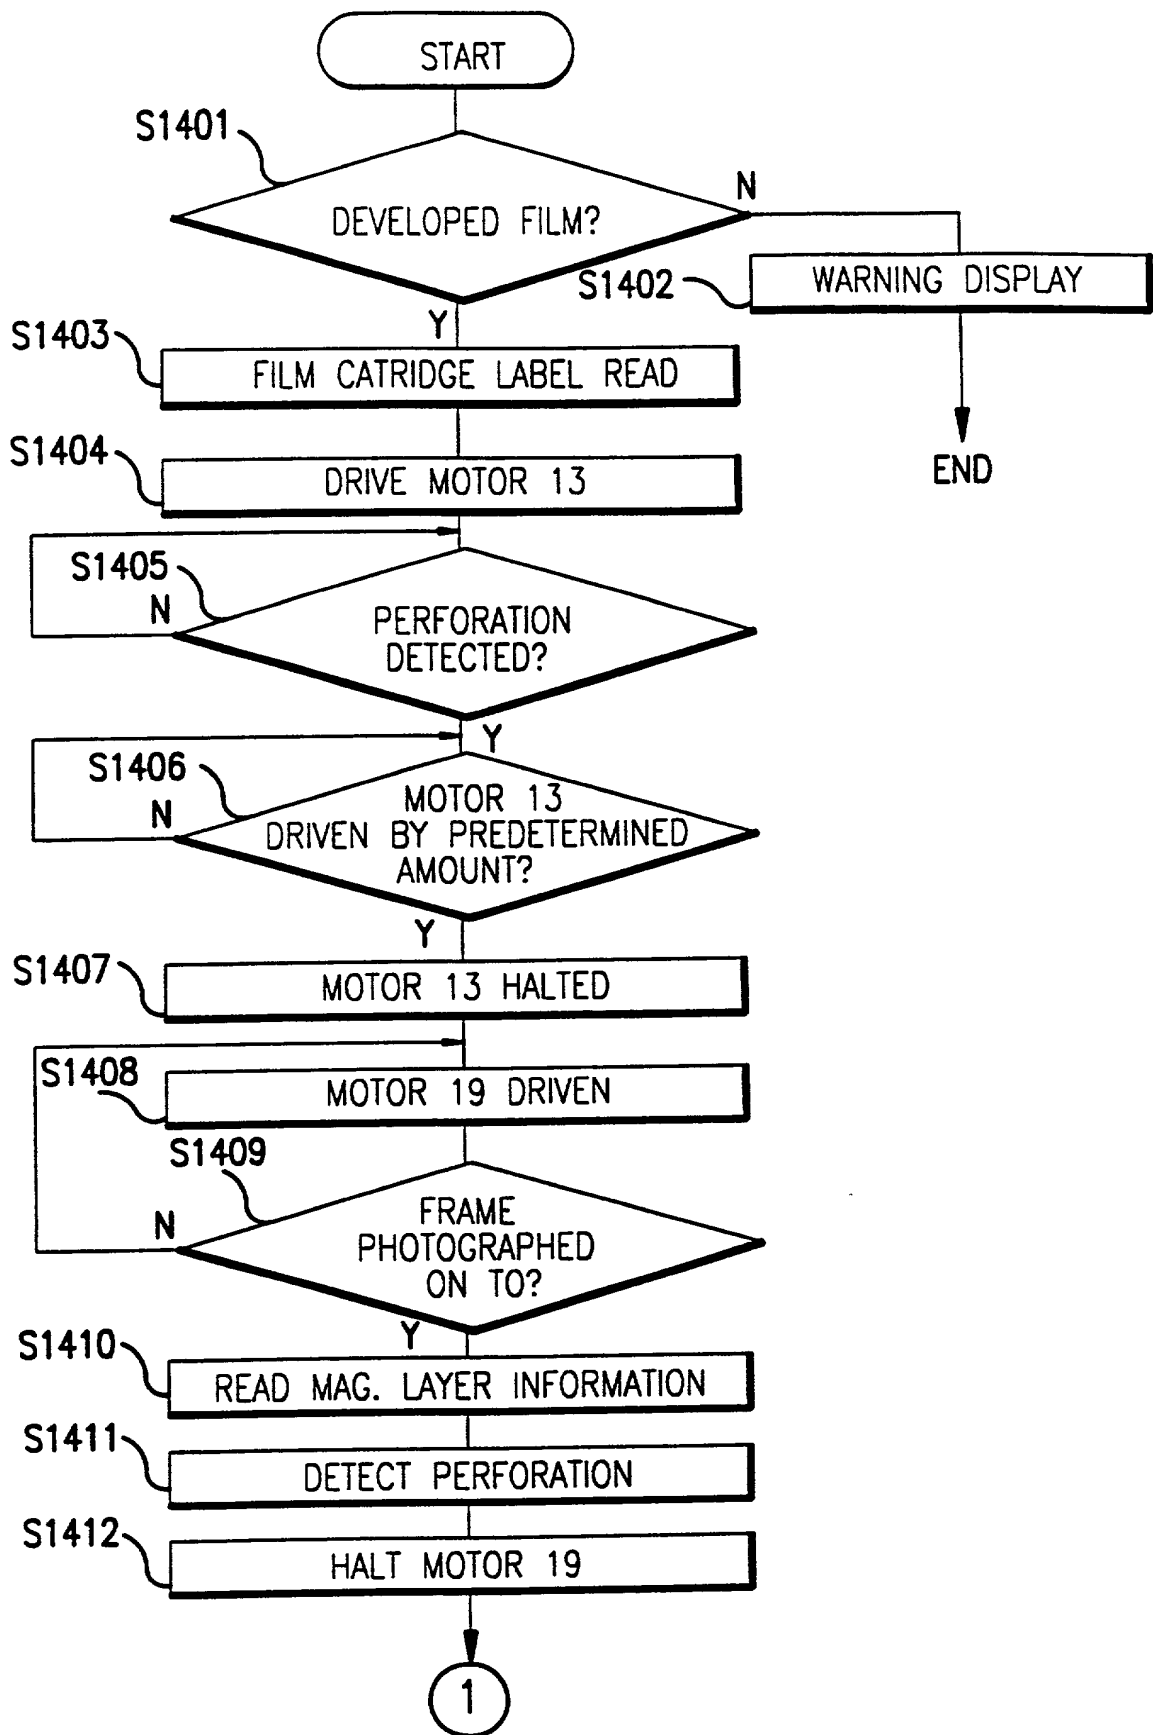 START
S1401
DEVELOPED FILM?
N
S1402
WARNING DISPLAY
Y
END
S1403
FILM CATRIDGE LABEL READ
S1404
DRIVE MOTOR 13
S1405
N
PERFORATION
DETECTED?
Y
S1406
N
MOTOR 13
DRIVEN BY PREDETERMINED
AMOUNT?
Y
S1407
MOTOR 13 HALTED
S1408
MOTOR 19 DRIVEN
S1409
N
FRAME
PHOTOGRAPHED
ON TO?
Y
S1410
READ MAG. LAYER INFORMATION
S1411
DETECT PERFORATION
S1412
HALT MOTOR 19
1